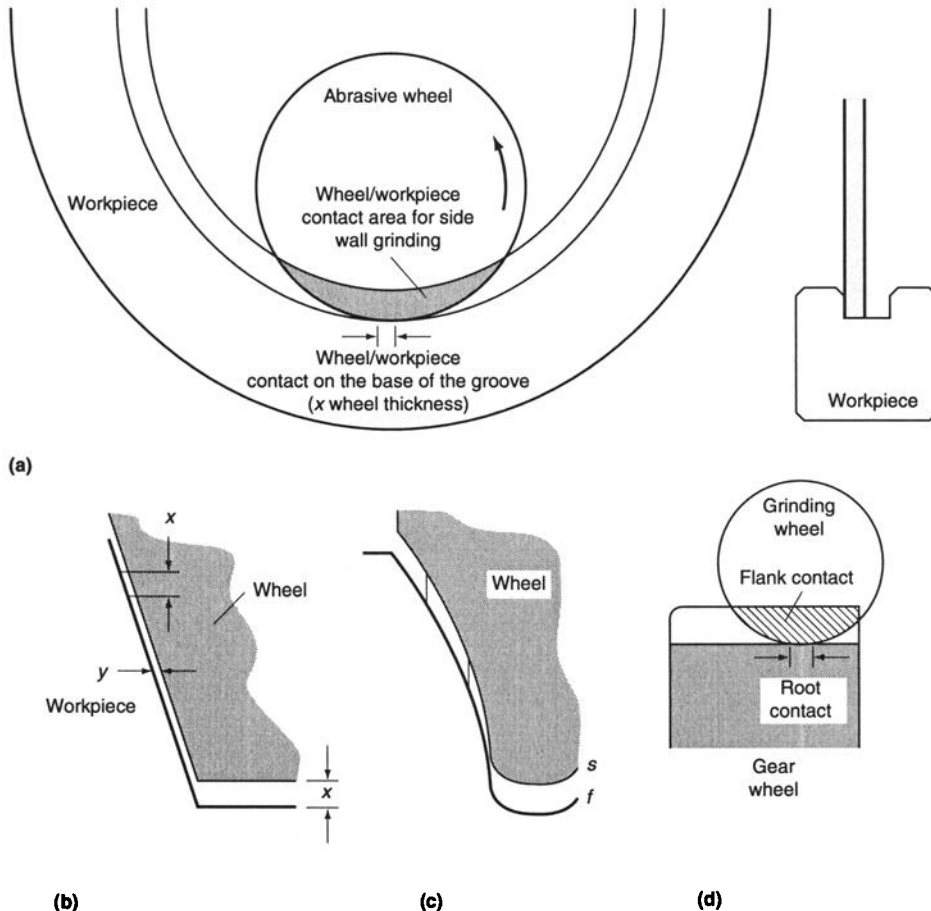 Abrasive wheel
Wheel/workpiece
contact area for side
wall grinding
Workpiece
Wheel/workpiece
contact on the base of the groove
(x wheel thickness)
Workpiece
(a)
x
Wheel
y
Workpiece
x
(b)
Wheel
s
f
(c)
Grinding
wheel
Flank contact
Root
contact
Gear
wheel
(d)